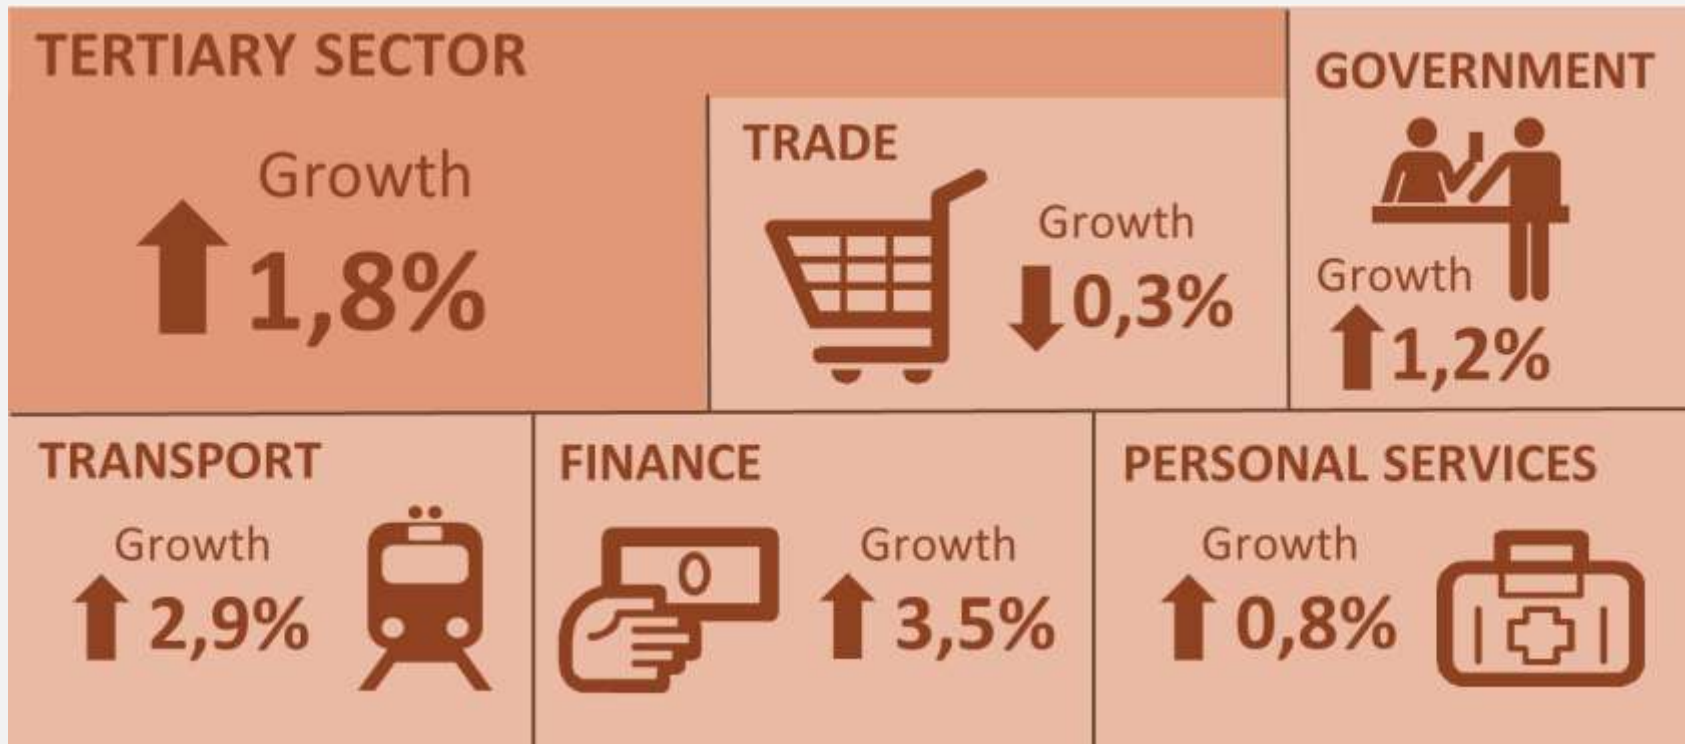 TERTIARY SECTOR
Growth
1,8%
TRADE
Growth
0,3%
GOVERNMENT
Growth
1,2%
TRANSPORT
Growth
2,9%
FINANCE
Growth
3,5%
PERSONAL SERVICES
Growth
0,8%